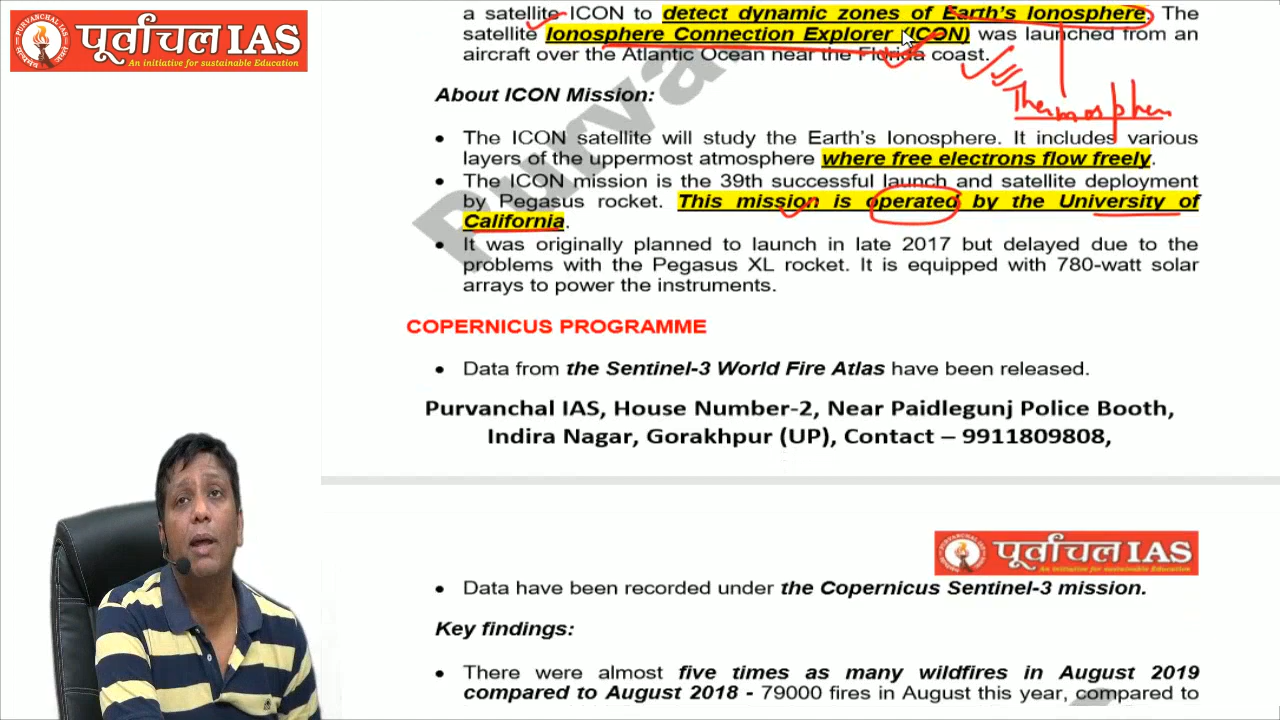 पूर्वांचल IAS
An initiative for sustainable Education
a satellite ICON to detect dynamic zones of Earth's Ionosphere. The
satellite Ionosphere Connection Explorer (ICON) was launched from an
aircraft over the Atlantic Ocean near the Florida coast.
Thermosphere
About ICON Mission:
• The ICON satellite will study the Earth's Ionosphere. It includes various
layers of the uppermost atmosphere where free electrons flow freely.
• The ICON mission is the 39th successful launch and satellite deployment
by Pegasus rocket. This mission is operated by the University of
California.
• It was originally planned to launch in late 2017 but delayed due to the
problems with the Pegasus XL rocket. It is equipped with 780-watt solar
arrays to power the instruments.
COPERNICUS PROGRAMME
• Data from the Sentinel-3 World Fire Atlas have been released.
Purvanchal IAS, House Number-2, Near Paidlegunj Police Booth,
Indira Nagar, Gorakhpur (UP), Contact – 9911809808,
पूर्वांचल IAS
An initiative for sustainable Education
• Data have been recorded under the Copernicus Sentinel-3 mission.
Key findings:
• There were almost five times as many wildfires in August 2019
compared to August 2018 - 79000 fires in August this year, compared to